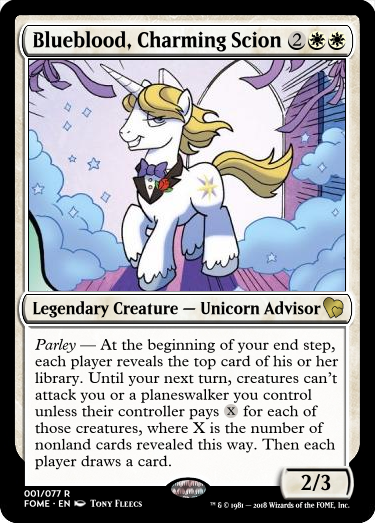 Blueblood, Charming Scion 2
Legendary Creature — Unicorn Advisor
Parley — At the beginning of your end step,
each player reveals the top card of his or her
library. Until your next turn, creatures can't
attack you or a planeswalker you control
unless their controller pays X for each of
those creatures, where X is the number of
nonland cards revealed this way. Then each
player draws a card.
2/3
001/077 R
FOME • EN TONY FLEECS
™ & © 1981 — 2018 Wizards of the FOME, Inc.